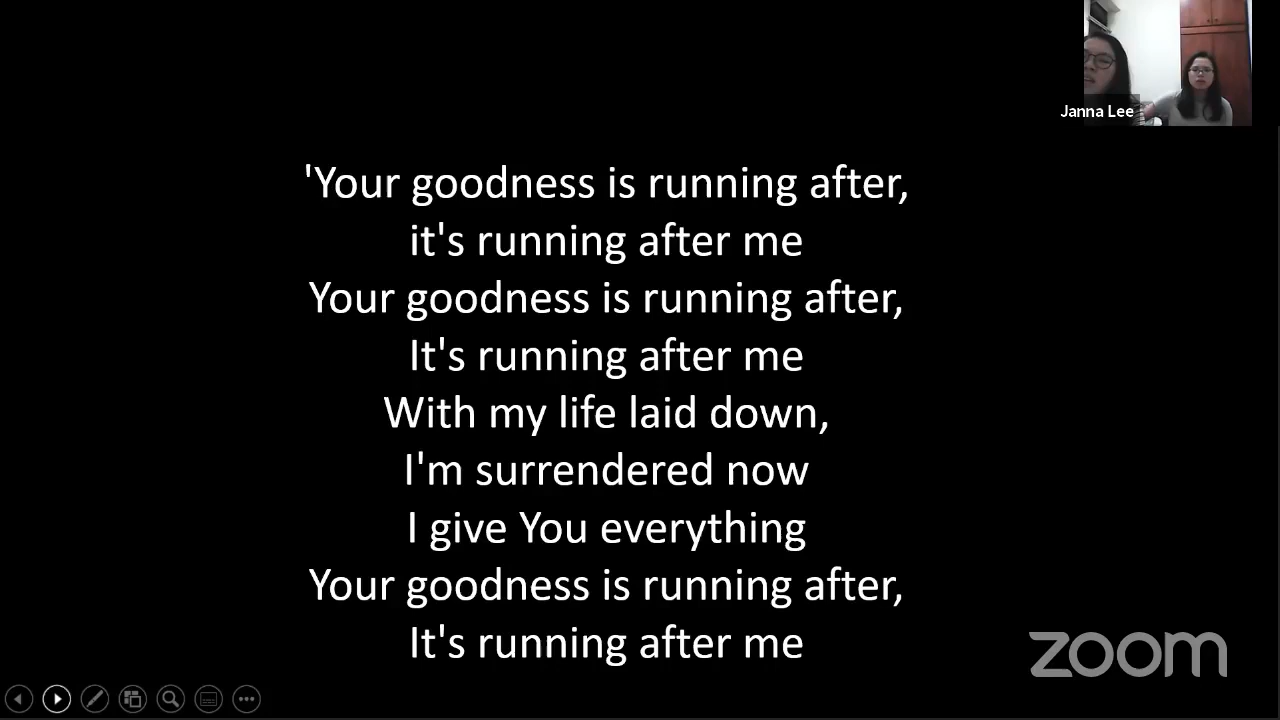 Janna Lee
'Your goodness is running after,
it's running after me
Your goodness is running after,
It's running after me
With my life laid down,
I'm surrendered now
I give You everything
Your goodness is running after,
It's running after me
zoom